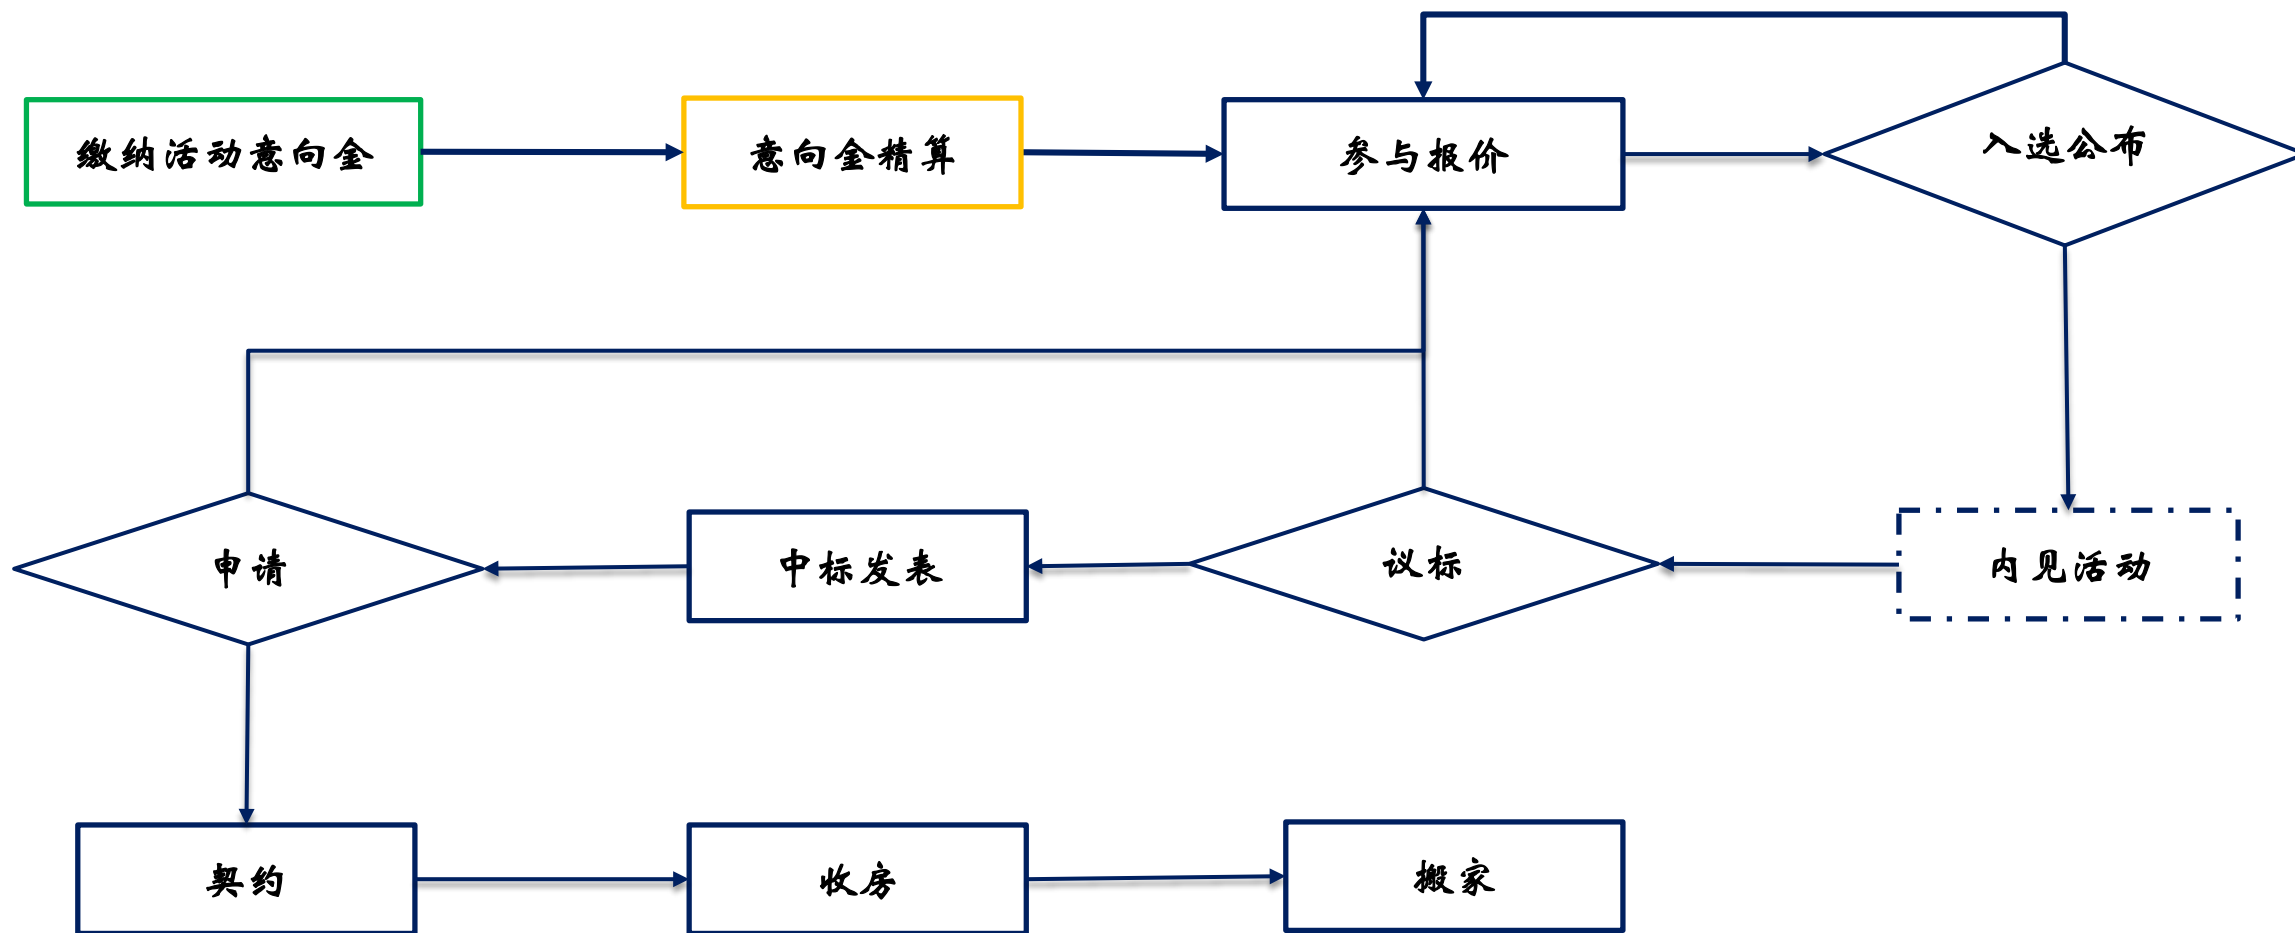 缴纳活动意向金
意向金精算
参与报价
入选公布
申请
中标发表
议标
内见活动
契约
收房
搬家